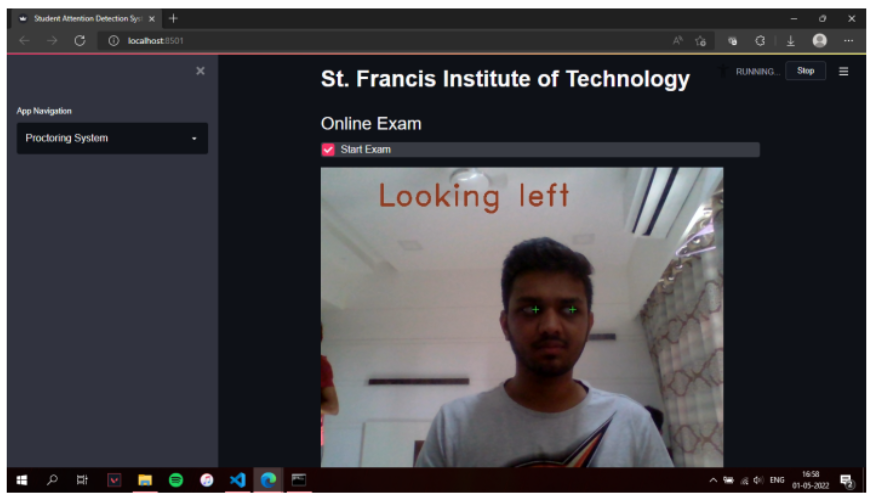 Student Attention Detection Sys
localhost:8501
RUNNING...
Stop
App Navigation
Proctoring System
St. Francis Institute of Technology
Online Exam
Start Exam
Looking left
ENG
16:58
01-05-2022